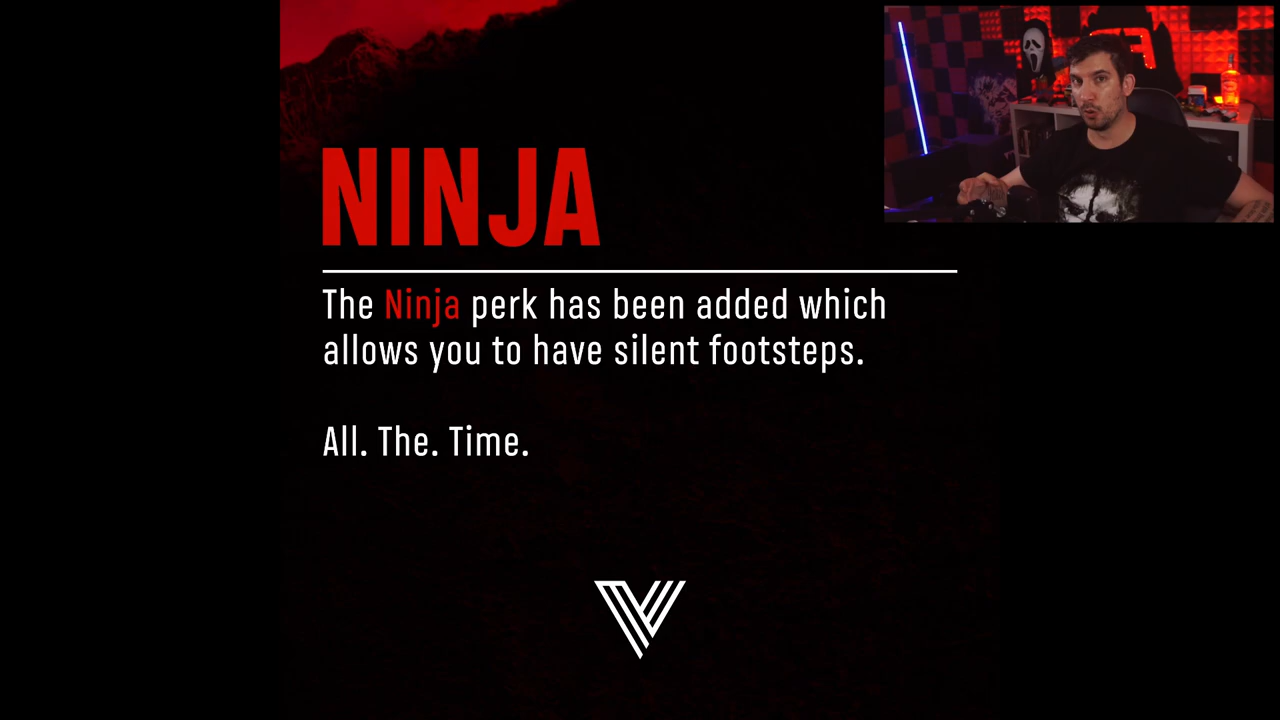 NINJA
The Ninja perk has been added which
allows you to have silent footsteps.
All. The. Time.